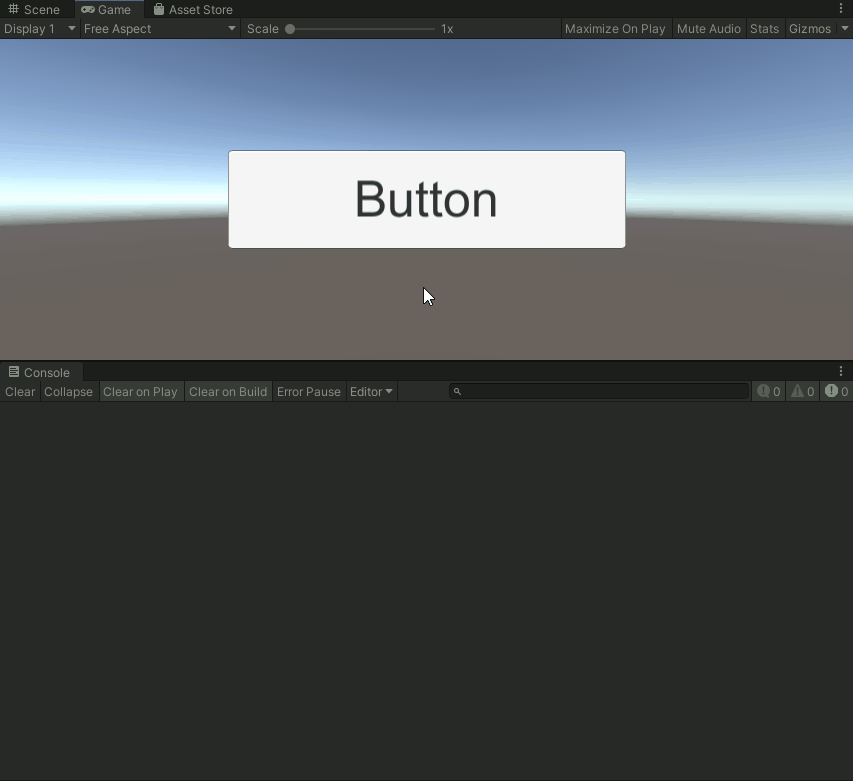 Scene Game Asset Store
Display 1 Free Aspect Scale 1x Maximize On Play Mute Audio Stats Gizmos
Button
Console
Clear Collapse Clear on Play Clear on Build Error Pause Editor 0 0 0